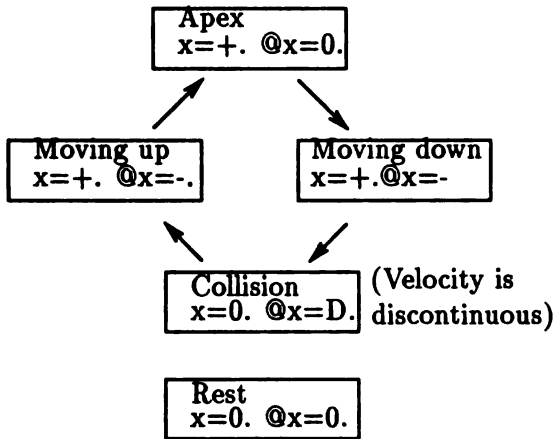 Apex
x=+. @x=0.
Moving up
x=+. @x=-.
Moving down
x=+.@x=-
Collision
x=0. @x=D.
(Velocity is
discontinuous)
Rest
x=0. @x=0.